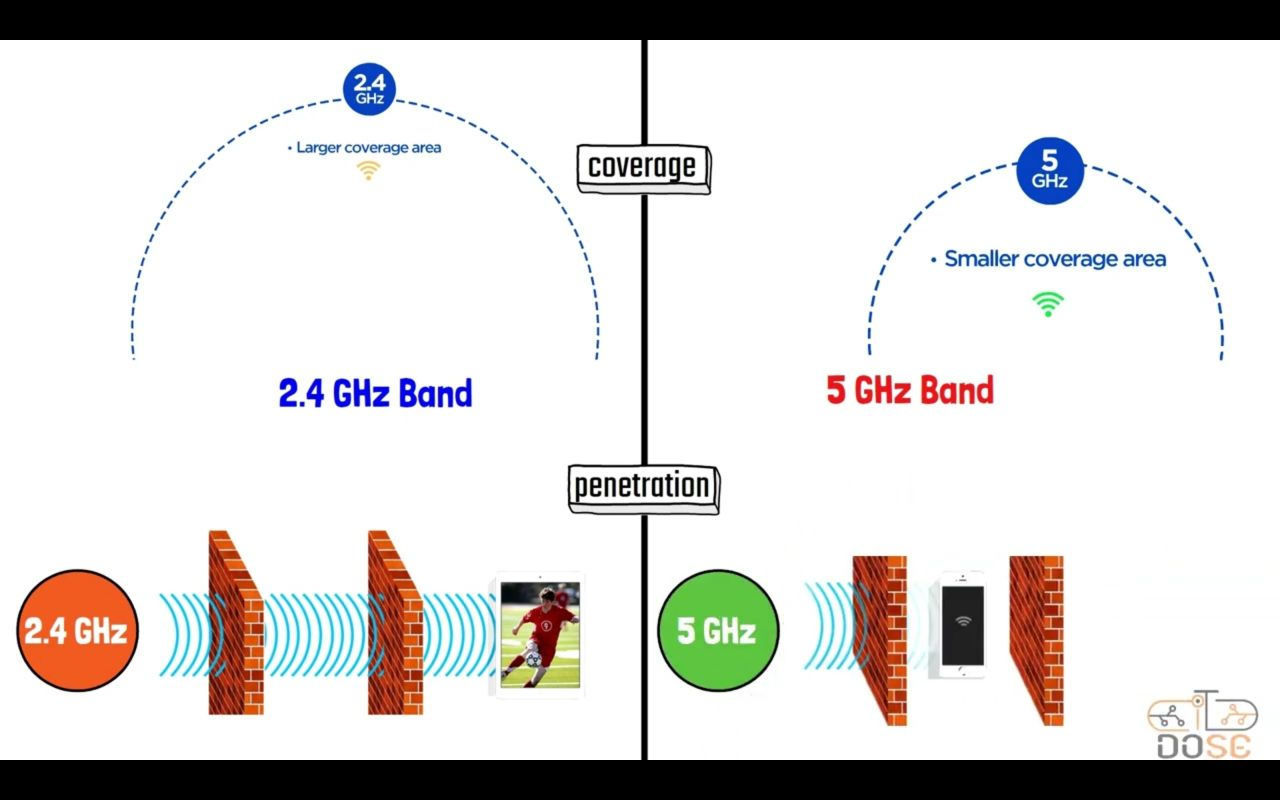 2.4
GHz
• Larger coverage area
coverage
5
GHz
• Smaller coverage area
2.4 GHz Band
5 GHz Band
penetration
2.4 GHz
5 GHz
DOSE